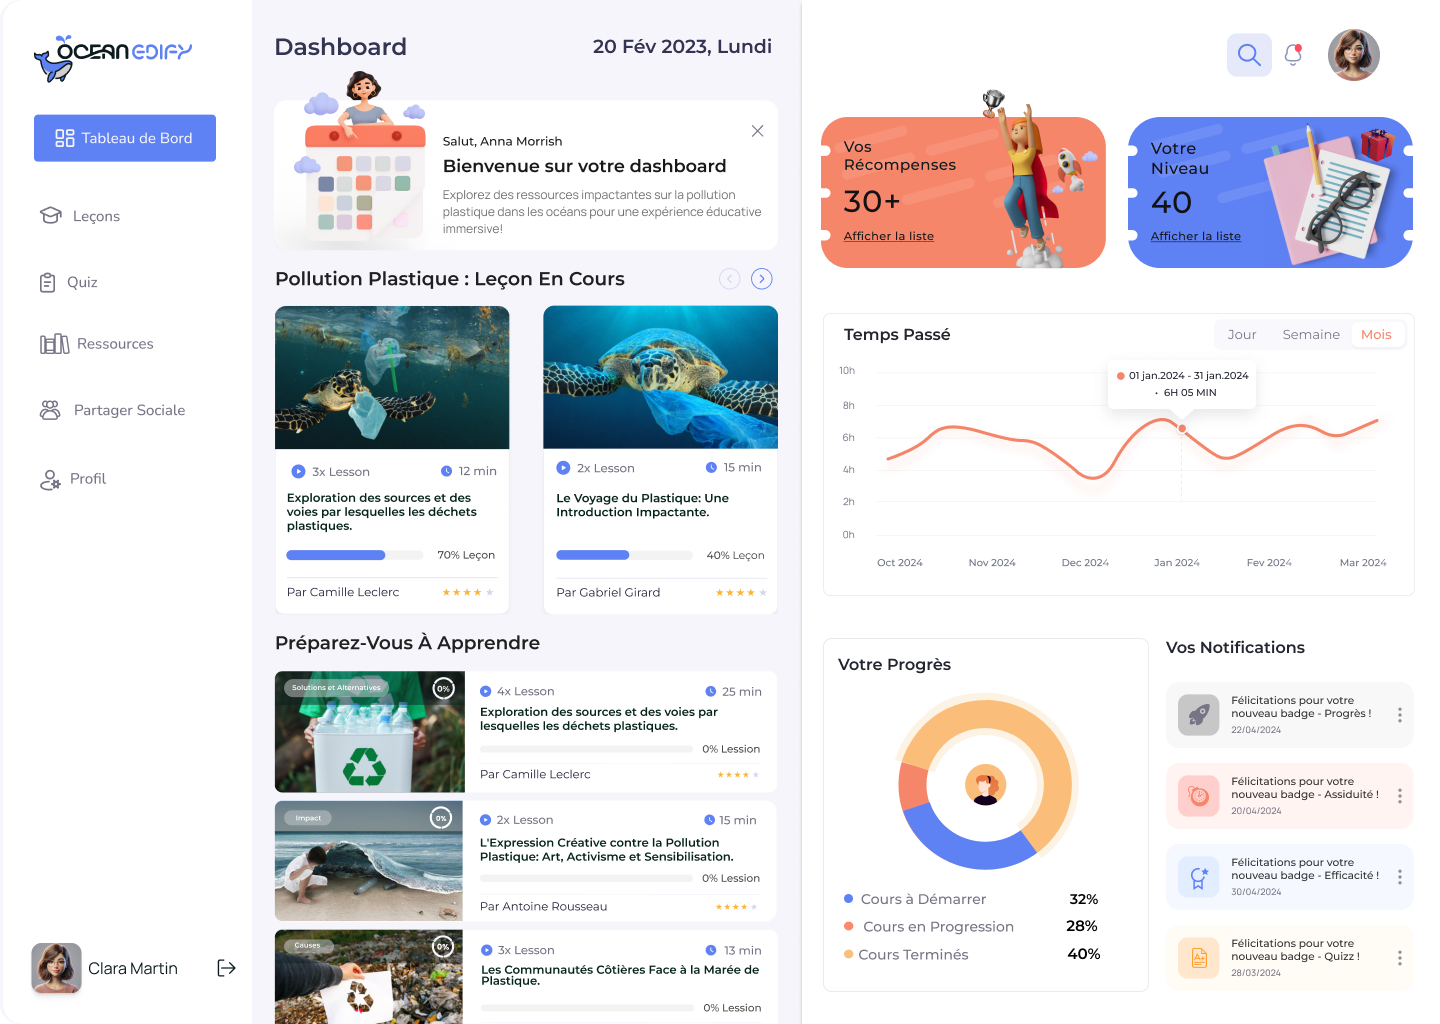 OCEAN EDIFY
Tableau de Bord
Leçons
Quiz
Ressources
Partager Sociale
Profil
Clara Martin
Dashboard
20 Fév 2023, Lundi
Salut, Anna Morrish
Bienvenue sur votre dashboard
Explorez des ressources impactantes sur la pollution
plastique dans les océans pour une expérience éducative
immersive!
Pollution Plastique : Leçon En Cours
3x Lesson
12 min
Exploration des sources et des
voies par lesquelles les déchets
plastiques.
70% Leçon
Par Camille Leclerc
2x Lesson
15 min
Le Voyage du Plastique: Une
Introduction Impactante.
40% Leçon
Par Gabriel Girard
Préparez-Vous À Apprendre
Solutions et Alternatives
0%
4x Lesson
25 min
Exploration des sources et des voies par
lesquelles les déchets plastiques.
0% Lession
Par Camille Leclerc
Impact
0%
2x Lesson
15 min
L'Expression Créative contre la Pollution
Plastique: Art, Activisme et Sensibilisation.
0% Lession
Par Antoine Rousseau
Causes
0%
3x Lesson
13 min
Les Communautés Côtières Face à la Marée de
Plastique.
0% Lession
Vos
Récompenses
30+
Afficher la liste
Votre
Niveau
40
Afficher la liste
Temps Passé
Jour
Semaine
Mois
01 jan.2024 - 31 jan.2024
• 6H 05 MIN
10h
8h
6h
4h
2h
0h
Oct 2024
Nov 2024
Dec 2024
Jan 2024
Fev 2024
Mar 2024
Votre Progrès
Cours à Démarrer
32%
Cours en Progression
28%
Cours Terminés
40%
Vos Notifications
Félicitations pour votre
nouveau badge - Progrès !
22/04/2024
Félicitations pour votre
nouveau badge - Assiduité !
20/04/2024
Félicitations pour votre
nouveau badge - Efficacité !
30/04/2024
Félicitations pour votre
nouveau badge - Quizz !
28/03/2024